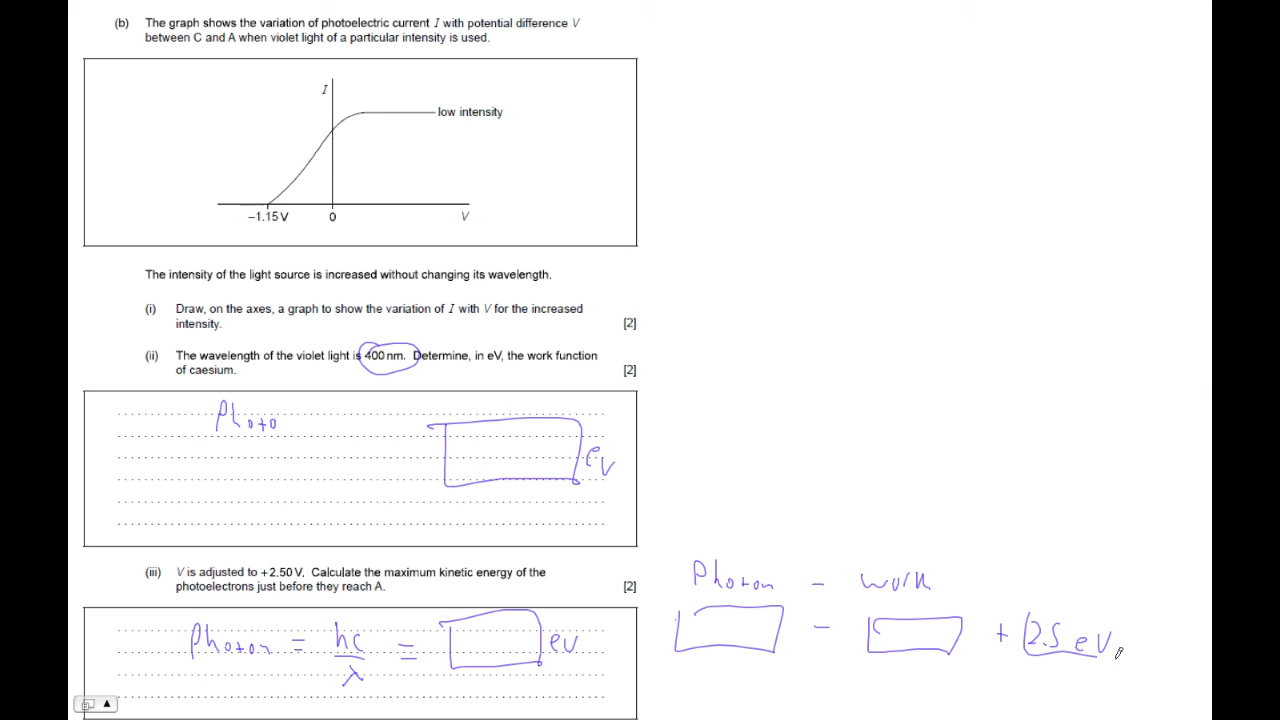 (b) The graph shows the variation of photoelectric current I with potential difference V
between C and A when violet light of a particular intensity is used.
I
low intensity
−1.15 V 0 V
The intensity of the light source is increased without changing its wavelength.
(i) Draw, on the axes, a graph to show the variation of I with V for the increased
intensity. [2]
(ii) The wavelength of the violet light is 400 nm. Determine, in eV, the work function
of caesium. [2]
Photo
eV
(iii) V is adjusted to +2.50 V. Calculate the maximum kinetic energy of the
photoelectrons just before they reach A. [2]
Photon − work
− + 2.5 eV
Photon = hc/λ = eV